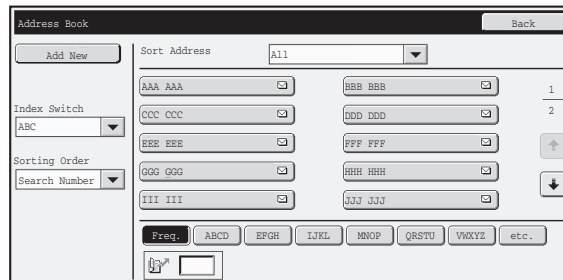 Address Book Back
Add New Sort Address All
AAA AAA BBB BBB 1
Index Switch CCC CCC DDD DDD 2
ABC
EEE EEE FFF FFF
Sorting Order GGG GGG HHH HHH
Search Number
III III JJJ JJJ
Freq. ABCD EFGH IJKL MNOP QRSTU VWXYZ etc.